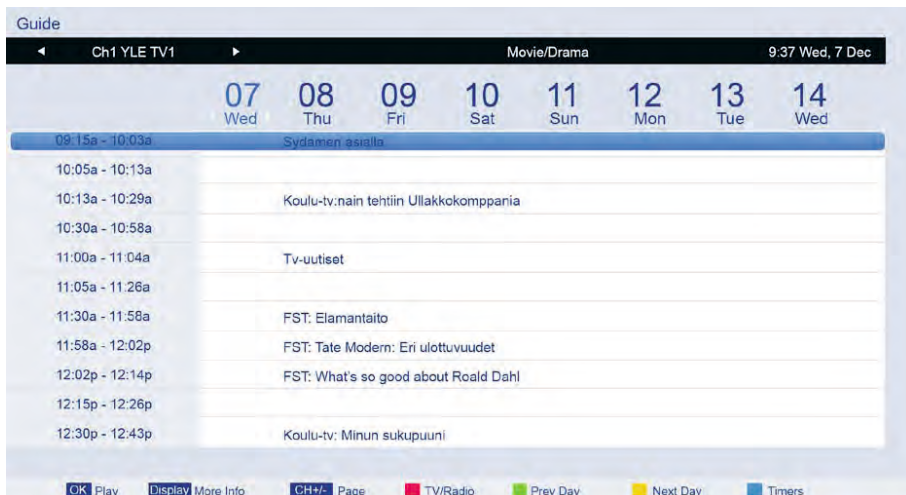 Guide
Ch1 YLE TV1 Movie/Drama 9:37 Wed, 7 Dec
07 08 09 10 11 12 13 14
Wed Thu Fri Sat Sun Mon Tue Wed
09:15a - 10:03a Sydamen asialla
10:05a - 10:13a
10:13a - 10:29a Koulu-tv:nain tehtiin Ullakkokomppania
10:30a - 10:58a
11:00a - 11:04a Tv-uutiset
11:05a - 11:26a
11:30a - 11:58a FST: Elamantaito
11:58a - 12:02p FST: Tate Modern: Eri ulottuvuudet
12:02p - 12:14p FST: What's so good about Roald Dahl
12:15p - 12:26p
12:30p - 12:43p Koulu-tv: Minun sukupuuni
OK Play Display More Info CH+/- Page TV/Radio Prev Day Next Day Timers